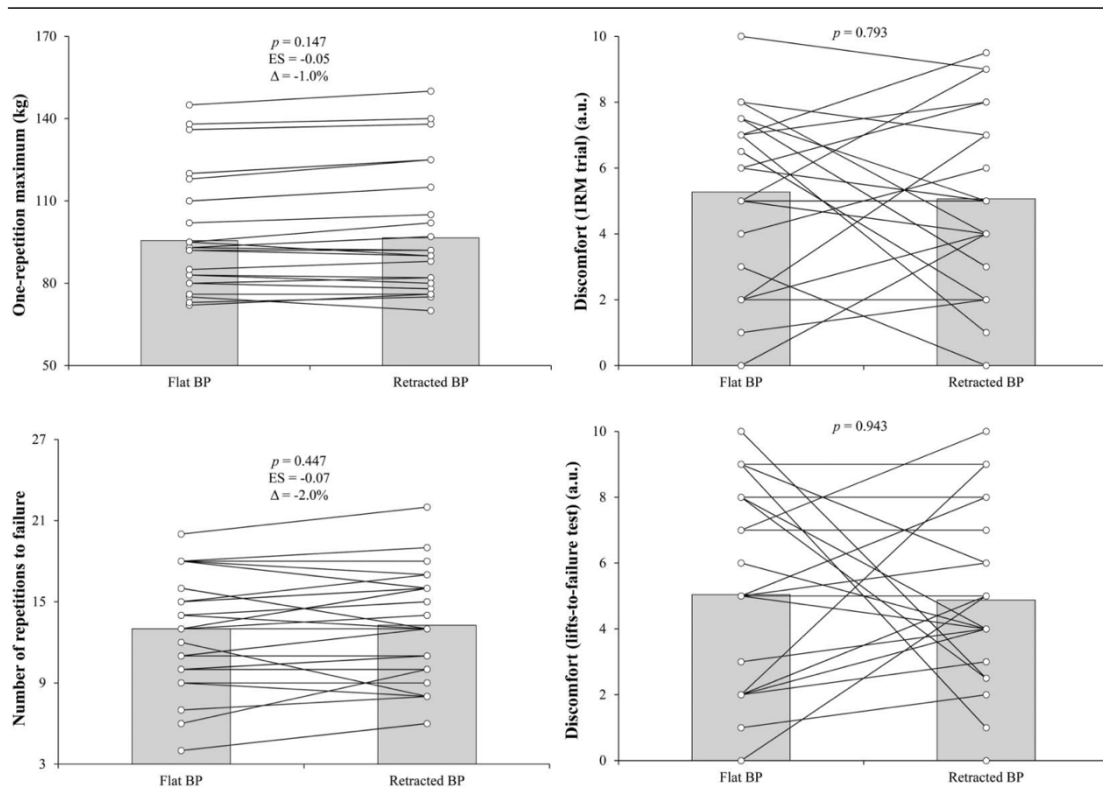 One-repetition maximum (kg)
170
140
110
80
50
p = 0.147
ES = -0.05
Δ = -1.0%
Flat BP
Retracted BP
Discomfort (1RM trial) (a.u.)
10
8
6
4
2
0
p = 0.793
Flat BP
Retracted BP
Number of repetitions to failure
27
21
15
9
3
p = 0.447
ES = -0.07
Δ = -2.0%
Flat BP
Retracted BP
Discomfort (lifts-to-failure test) (a.u.)
10
8
6
4
2
0
p = 0.943
Flat BP
Retracted BP